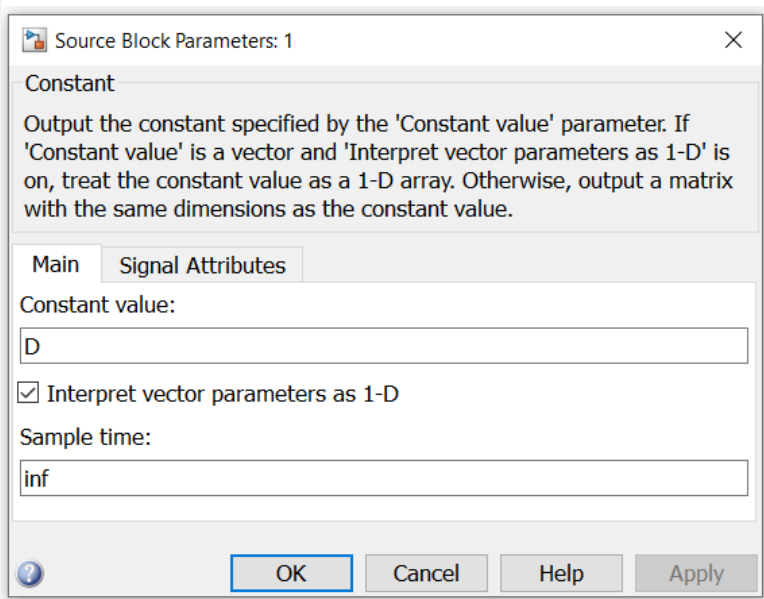 Source Block Parameters: 1
Constant
Output the constant specified by the 'Constant value' parameter. If
'Constant value' is a vector and 'Interpret vector parameters as 1-D' is
on, treat the constant value as a 1-D array. Otherwise, output a matrix
with the same dimensions as the constant value.
Main Signal Attributes
Constant value:
D
Interpret vector parameters as 1-D
Sample time:
inf
? OK Cancel Help Apply